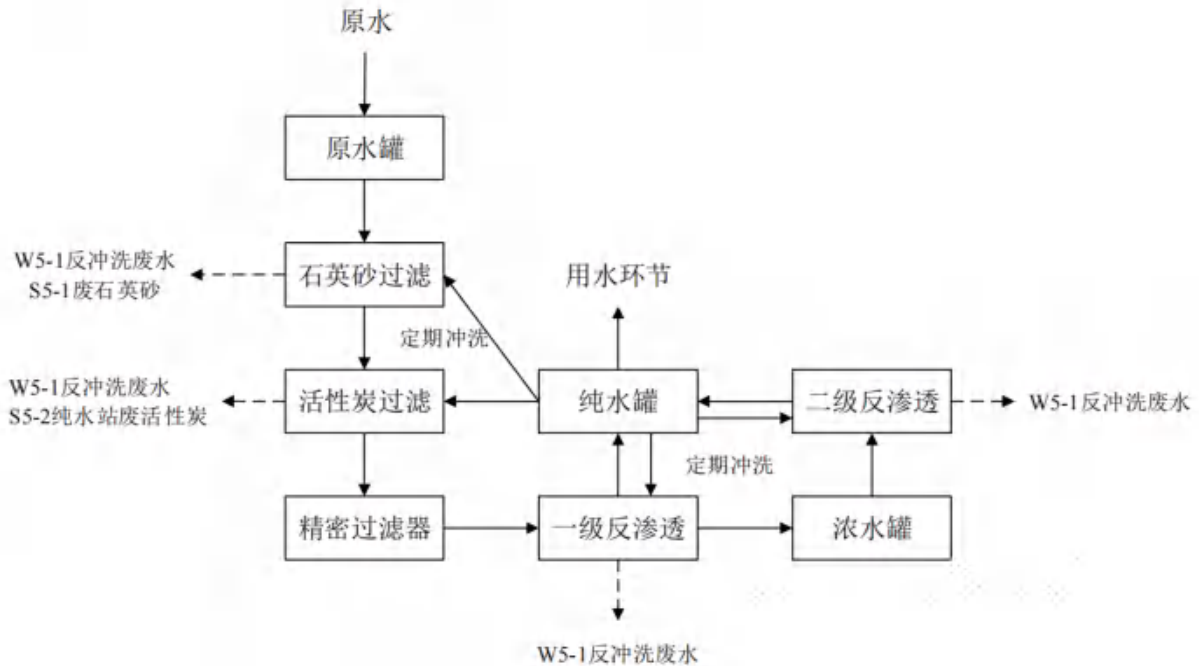 原水
原水罐
W5-1反冲洗废水
S5-1废石英砂
石英砂过滤
用水环节
定期冲洗
W5-1反冲洗废水
S5-2纯水站废活性炭
活性炭过滤
纯水罐
二级反渗透
W5-1反冲洗废水
定期冲洗
精密过滤器
一级反渗透
浓水罐
W5-1反冲洗废水